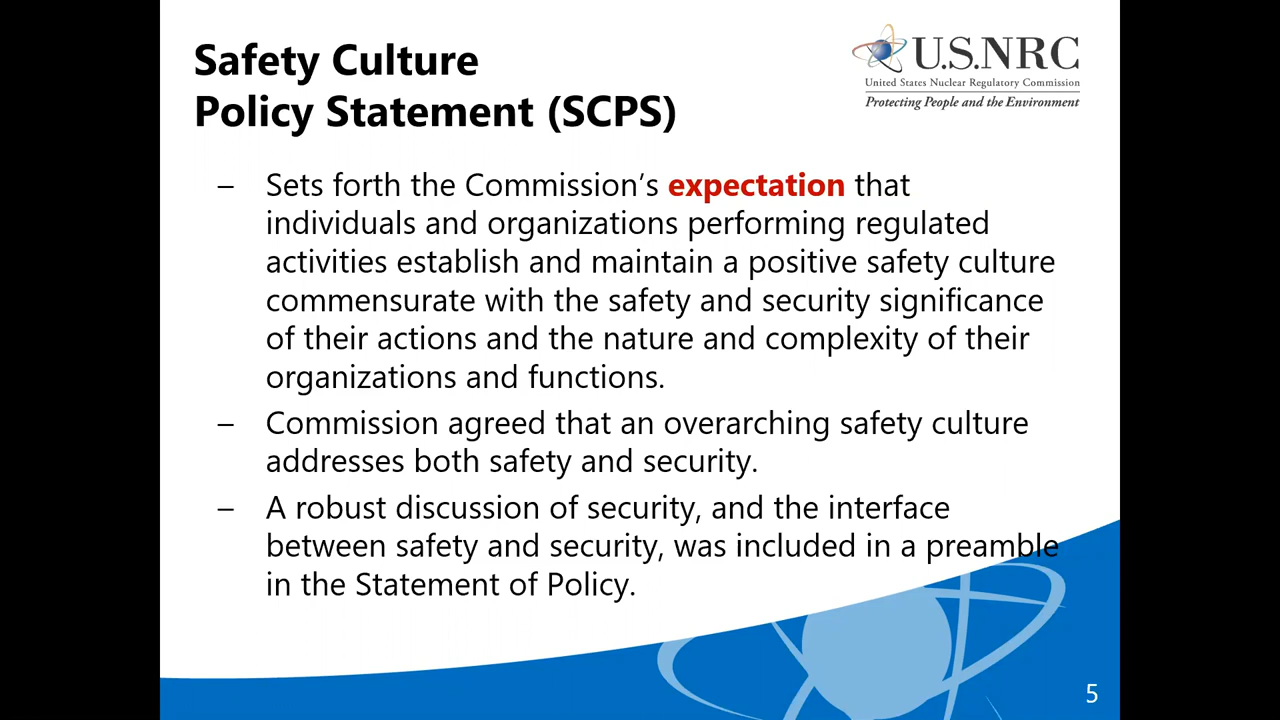 Safety Culture
Policy Statement (SCPS)
U.S.NRC
United States Nuclear Regulatory Commission
Protecting People and the Environment
– Sets forth the Commission’s expectation that
individuals and organizations performing regulated
activities establish and maintain a positive safety culture
commensurate with the safety and security significance
of their actions and the nature and complexity of their
organizations and functions.
– Commission agreed that an overarching safety culture
addresses both safety and security.
– A robust discussion of security, and the interface
between safety and security, was included in a preamble
in the Statement of Policy.
5